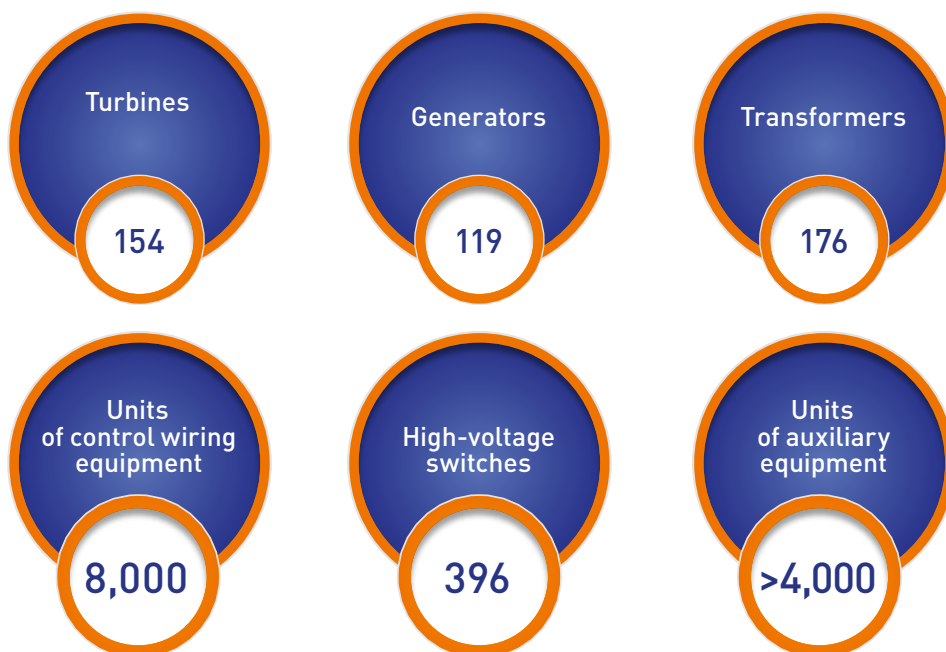 Turbines
154
Generators
119
Transformers
176
Units
of control wiring
equipment
8,000
High-voltage
switches
396
Units
of auxiliary
equipment
>4,000